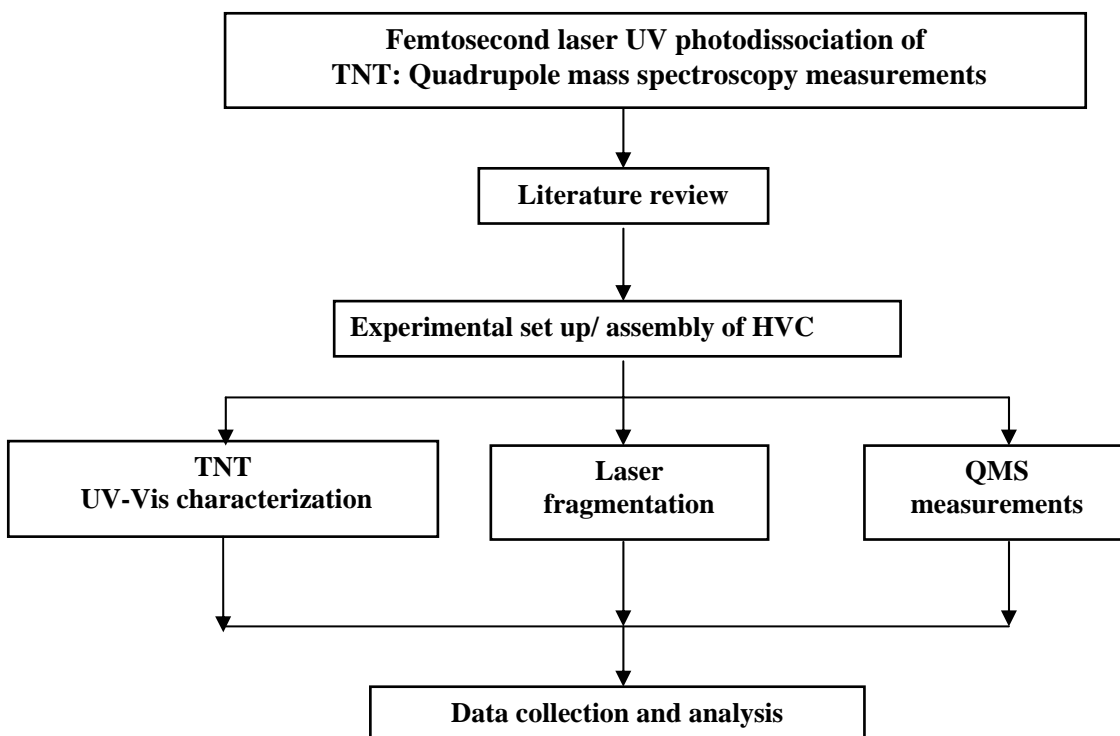 Femtosecond laser UV photodissociation of
TNT: Quadrupole mass spectroscopy measurements
Literature review
Experimental set up/ assembly of HVC
TNT
UV-Vis characterization
Laser
fragmentation
QMS
measurements
Data collection and analysis